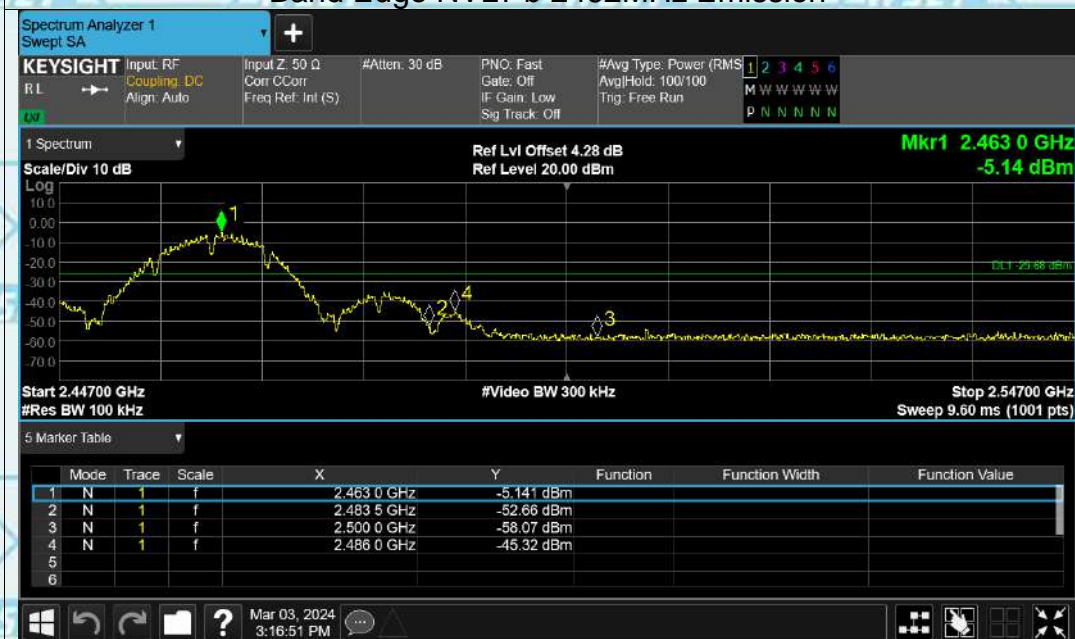 Spectrum Analyzer 1
Swept SA
+
KEYSIGHT Input: RF Input Z: 50 Ω #Atten: 30 dB PNO: Fast #Avg Type: Power (RMS 1 2 3 4 5 6
RL Coupling: DC Corr CCorr Gate: Off Avg|Hold: 100/100 M W W W W W
Align: Auto Freq Ref: Int (S) IF Gain: Low Trig: Free Run
LXI Sig Track: Off P N N N N N
1 Spectrum Ref Lvl Offset 4.28 dB Mkr1 2.463 0 GHz
Scale/Div 10 dB Ref Level 20.00 dBm -5.14 dBm
Log
10.0
0.00
-10.0
-20.0
DL1 -25.68 dBm
-30.0
-40.0
-50.0
-60.0
-70.0
1
2
4
3
Start 2.44700 GHz #Video BW 300 kHz Stop 2.54700 GHz
#Res BW 100 kHz Sweep 9.60 ms (1001 pts)
5 Marker Table
Mode Trace Scale X Y Function Function Width Function Value
1 N 1 f 2.463 0 GHz -5.141 dBm
2 N 1 f 2.483 5 GHz -52.66 dBm
3 N 1 f 2.500 0 GHz -58.07 dBm
4 N 1 f 2.486 0 GHz -45.32 dBm
5
6
? Mar 03, 2024
3:16:51 PM